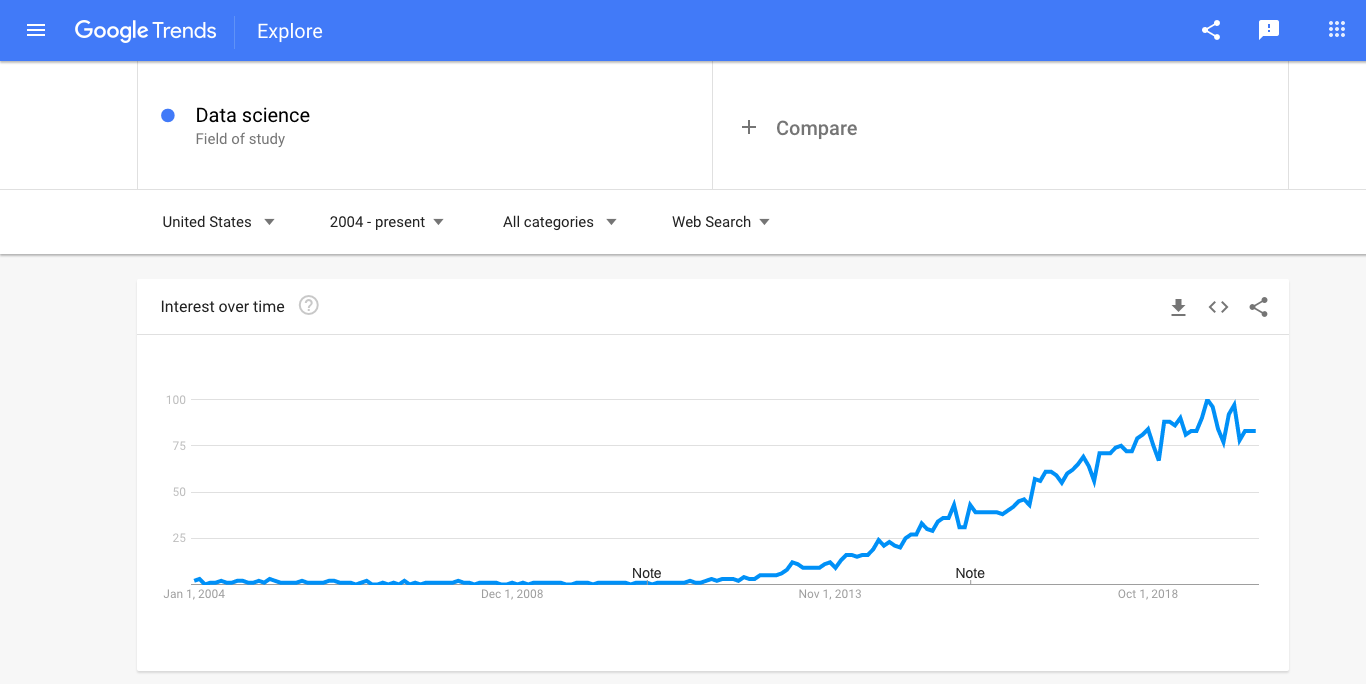 Google Trends Explore
Data science
Field of study
+ Compare
United States 2004 - present All categories Web Search
Interest over time ?
100
75
50
25
Note Note
Jan 1, 2004 Dec 1, 2008 Nov 1, 2013 Oct 1, 2018